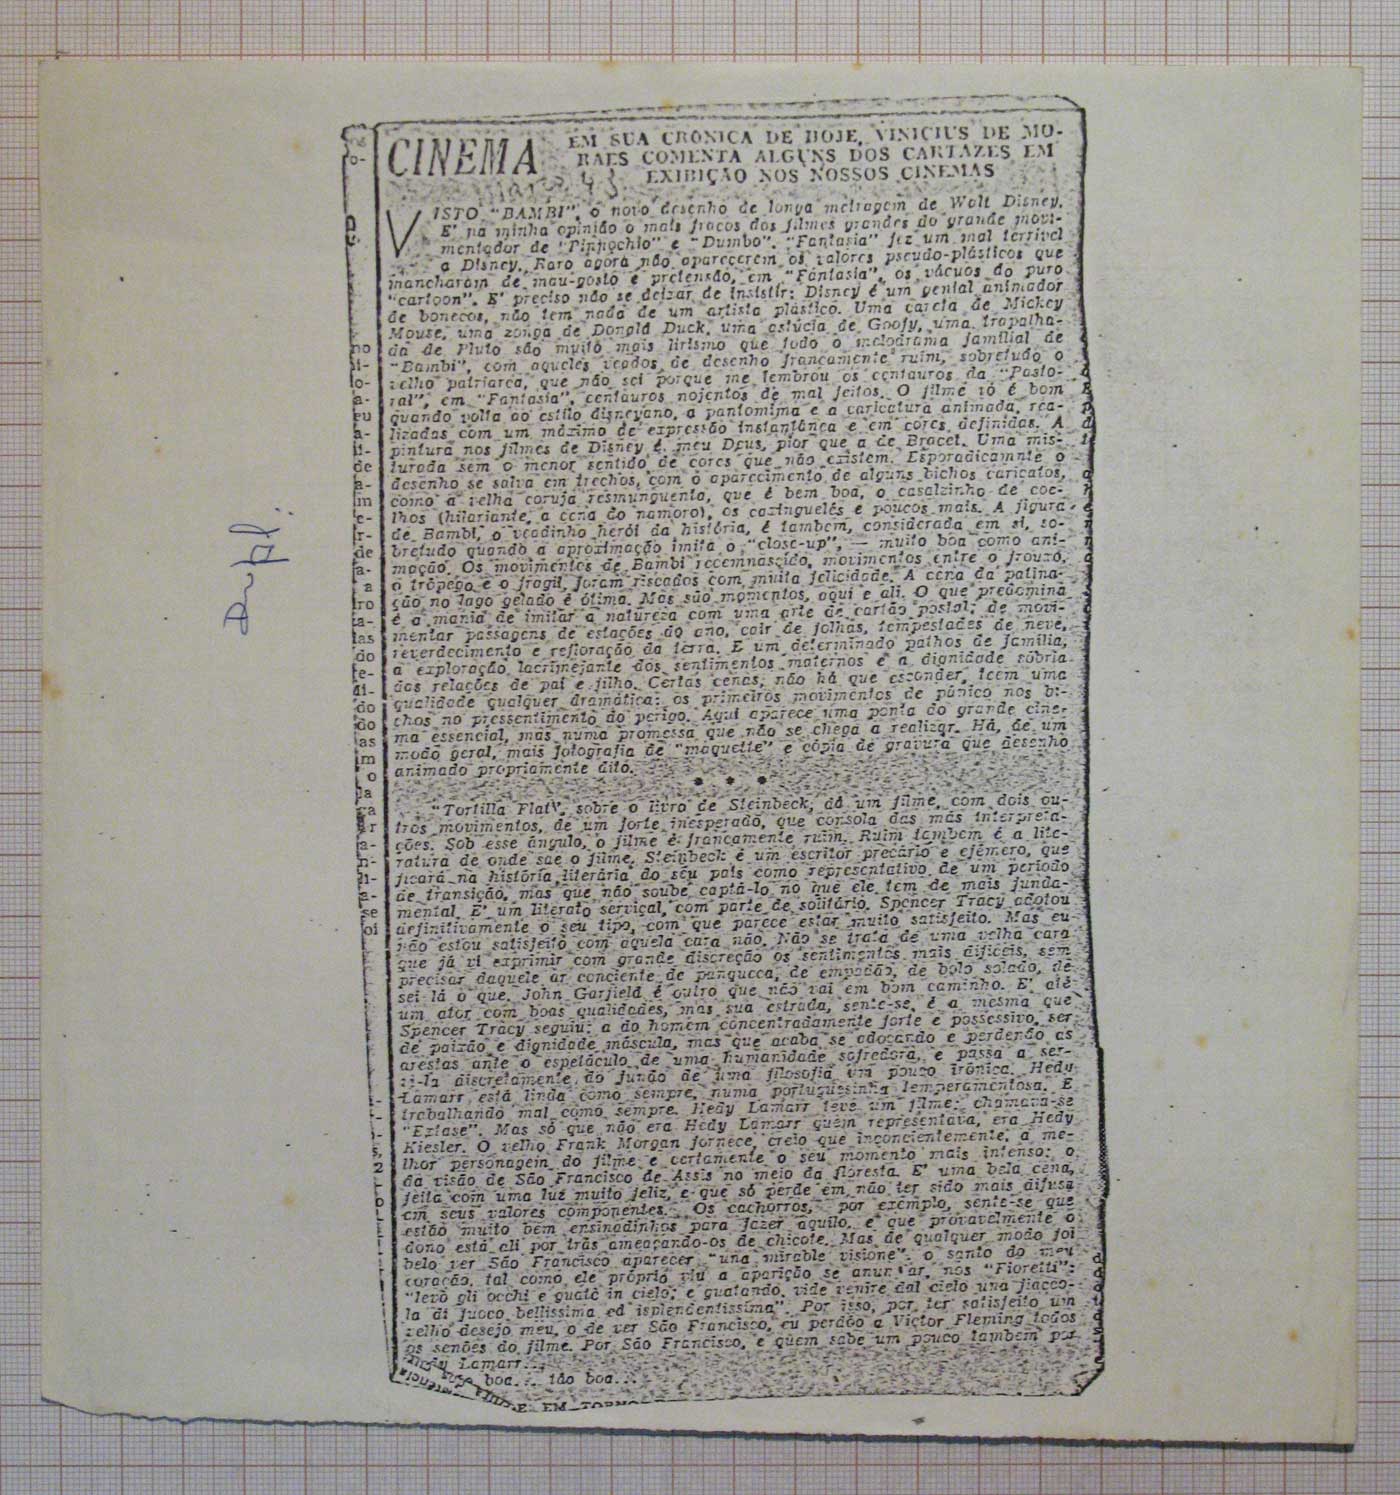 CINEMA
EM SUA CRÔNICA DE HOJE, VINICIUS DE MO-
RAES COMENTA ALGUNS DOS CARTAZES EM
EXIBIÇÃO NOS NOSSOS CINEMAS
VISTO "BAMBI", o novo desenho de longa metragem de Walt Disney.
E' na minha opinião o mais fraco dos filmes grandes do grande movi-
mentador de "Pinnochio" e "Dumbo". "Fantasia" fez um mal terrivel
a Disney. Raro agora não aparecerem os valores pseudo-plásticos que
mancharam de mau-gosto e pretensão, em "Fantasia", os vácuos do puro
"cartoon". E' preciso não se deixar de insistir: Disney é um genial animador
de bonecos, não tem nada de um artista plástico. Uma careta de Mickey
Mouse, uma zanga de Donald Duck, uma astúcia de Goofy, uma trapalha-
da de Pluto são muito mais lirismo que todo o melodrama familial de
"Bambi", com aqueles veados de desenho francamente ruim, sobretudo o
velho patriarca, que não sei porque me lembrou os centauros da "Pasto-
ral", em "Fantasia", centauros nojentos de mal feitos. O filme só é bom
quando volta ao estilo disneyano, a pantomima e a caricatura animada, rea-
lizadas com um máximo de expressão instantânea e em cores definidas. A
pintura nos filmes de Disney é, meu Deus, pior que a de Bracet. Uma mis-
turada sem o menor sentido de cores que não existem. Esporadicamnte o
desenho se salva em trechos, com o aparecimento de alguns bichos caricatos,
como a velha coruja resmunguenta, que é bem boa, o casalzinho de coe-
lhos (hilariante, a cena do namoro), os caxinguelês e poucos mais. A figura
de Bambi, o veadinho herói da história, é tambem, considerada em si, so-
bretudo quando a aproximação imita o "close-up", — muito boa como ani-
mação. Os movimentos de Bambi recemnascido, movimentos entre o frouxo,
o trôpego e o fragil, foram riscados com muita felicidade. A cena da patina-
ção no lago gelado é ótima. Mas são momentos, aqui e ali. O que predomina
é a mania de imitar a natureza com uma arte de cartão postal; de movi-
mentar passagens de estações do ano, cair de folhas, tempestades de neve,
reverdecimento e refloração da terra. E um determinado pathos de familia,
a exploração lacrimejante dos sentimentos maternos e a dignidade sóbria
das relações de pai e filho. Certas cenas, não há que esconder, teem uma
qualidade qualquer dramática: os primeiros movimentos de pânico nos bi-
chos no pressentimento do perigo. Aqui aparece uma ponta do grande cine-
ma essencial, mas numa promessa que não se chega a realizar. Há, de um
modo geral, mais fotografia de "maquette" e cópia de gravura que desenho
animado propriamente dito.
* * *
"Tortilla Flat", sobre o livro de Steinbeck, dá um filme, com dois ou-
tros movimentos, de um forte inesperado, que consola das más interpreta-
ções. Sob esse ângulo, o filme é francamente ruim. Ruim tambem é a lite-
ratura de onde sae o filme. Steinbeck é um escritor precário e efêmero, que
ficará na história literária do seu país como representativo de um período
de transição, mas que não soube captá-lo no que ele tem de mais funda-
mental. E' um literato serviçal, com parte de solitário. Spencer Tracy adotou
definitivamente o seu tipo, com que parece estar muito satisfeito. Mas eu
não estou satisfeito com aquela cara não. Não se trata de uma velha cara
que já vi exprimir com grande discreção os sentimentos mais difíceis, sem
precisar daquele ar conciente de panqueca, de empadão, de bolo solado, de
sei lá o que. John Garfield é outro que não vai em bom caminho. E' até
um ator com boas qualidades, mas sua estrada, sente-se, é a mesma que
Spencer Tracy seguiu: a do homem concentradamente forte e possessivo, ser
de paixão e dignidade máscula, mas que acaba se adoçando e perdendo as
arestas ante o espetáculo de uma humanidade sofredora, e passa a ser-
vi-la discretamente, do fundo de uma filosofia um pouco irônica. Hedy
Lamarr está linda como sempre, numa portuguesinha temperamentosa. E
trabalhando mal como sempre. Hedy Lamarr teve um filme: chamava-se
"Extase". Mas só que não era Hedy Lamarr quem representava, era Hedy
Kiesler. O velho Frank Morgan fornece, creio que inconcientemente, a me-
lhor personagem do filme e certamente o seu momento mais intenso: o
da visão de São Francisco de Assis no meio da floresta. E' uma bela cena,
feita com uma luz muito feliz, e que só perde em não ter sido mais difusa
em seus valores componentes. Os cachorros, por exemplo, sente-se que
estão muito bem ensinadinhos para fazer aquilo, e que provavelmente o
dono está ali por trás ameaçando-os de chicote. Mas de qualquer modo foi
belo ver São Francisco aparecer "una mirable visione", o santo do meu
coração, tal como ele próprio viu a aparição se anunciar, nos "Fioretti":
"levò gli occhi e guatò in cielo; e guatando, vide venire dal cielo una fiacco-
la di fuoco bellissima ed isplendentissima". Por isso, por ter satisfeito um
velho desejo meu, o de ver São Francisco, eu perdôo a Victor Fleming todos
os senões do filme. Por São Francisco, e quem sabe um pouco tambem por
Lamarr...
boa... tão boa...
EM TORNO
Dupl.